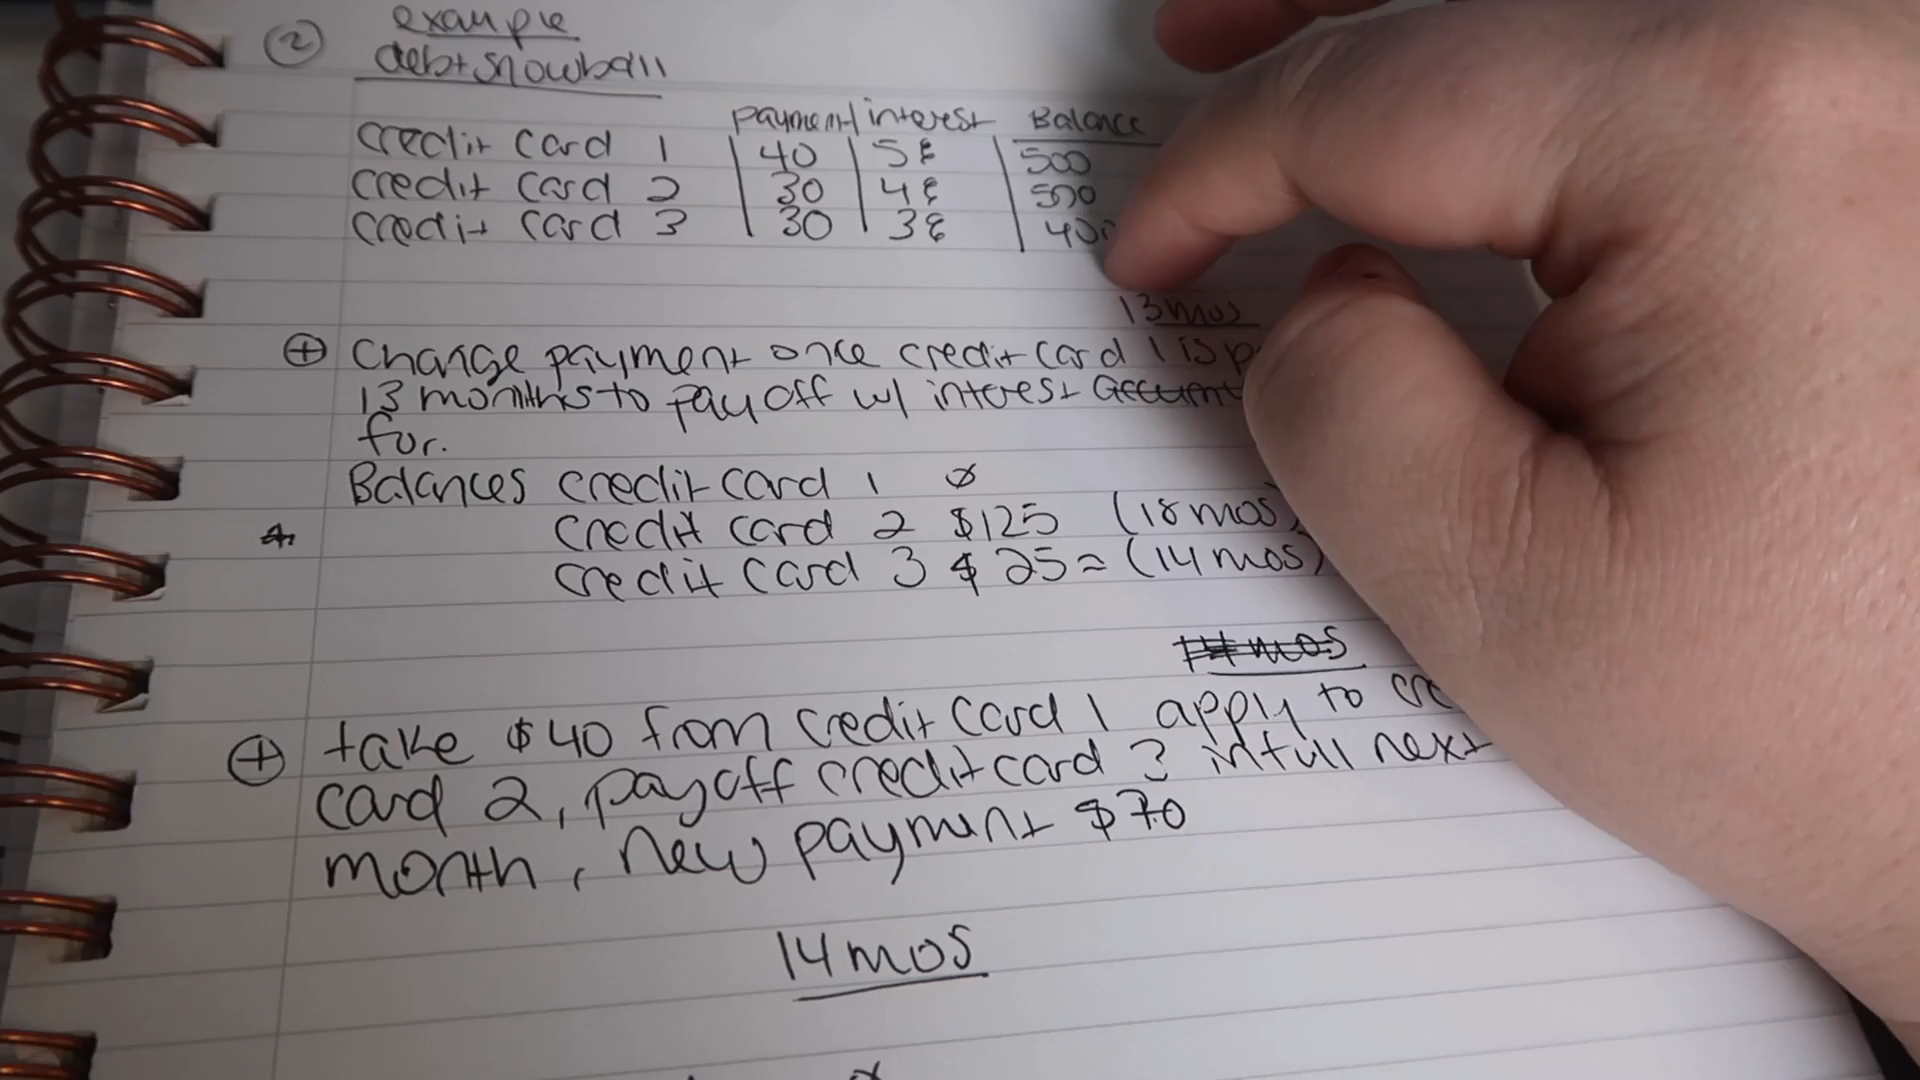 ②
example
debt snowball
payment interest Balance
credit card 1 40 5% 500
credit card 2 30 4% 500
credit card 3 30 3% 400
13 mos
⊕ Change payment once credit card 1 is
13 months to pay off w/ interest
for.
Balances credit card 1 Ø
credit card 2 $125 (18 mos)
credit card 3 $25 = (14 mos)
mos
⊕ take $40 from credit card 1 apply to
card 2, payoff credit card 3 in full next
month, new payment $70
14 mos